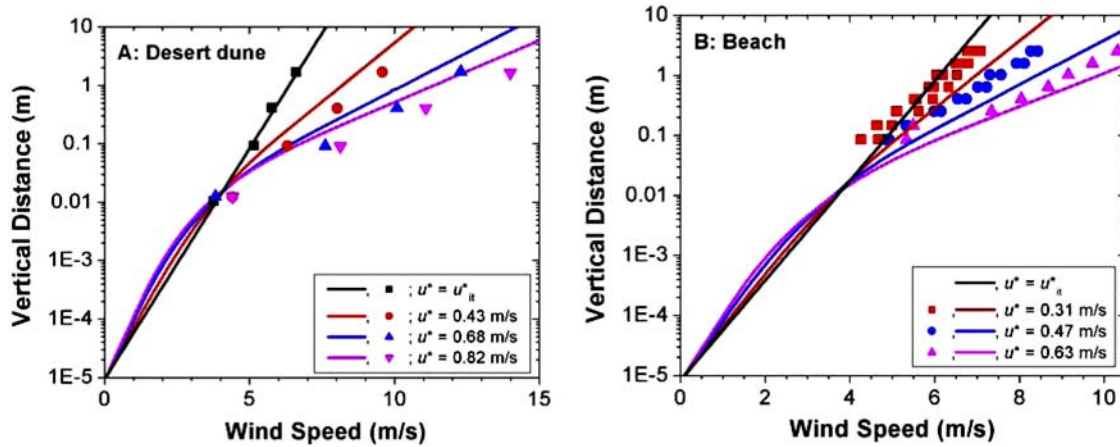 A: Desert dune
10
1
0.1
0.01
1E-3
1E-4
1E-5
Vertical Distance (m)
, ■ ; u* = u*it
, ● ; u* = 0.43 m/s
, ▲ ; u* = 0.68 m/s
, ▼ ; u* = 0.82 m/s
0 5 10 15
Wind Speed (m/s)
B: Beach
10
1
0.1
0.01
1E-3
1E-4
1E-5
Vertical Distance (m)
; u* = u*it
■ , ; u* = 0.31 m/s
● , ; u* = 0.47 m/s
▲ , ; u* = 0.63 m/s
0 2 4 6 8 10
Wind Speed (m/s)